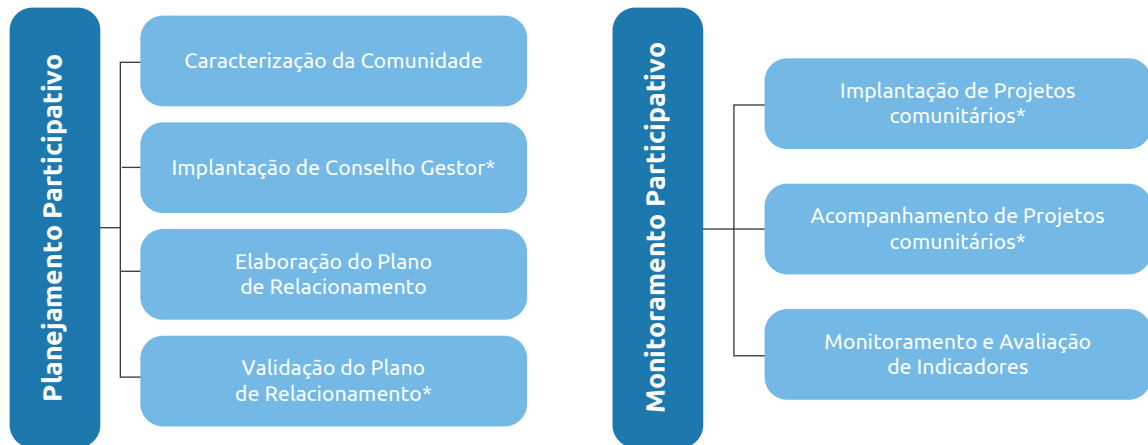 Planejamento Participativo
Caracterização da Comunidade
Implantação de Conselho Gestor*
Elaboração do Plano
de Relacionamento
Validação do Plano
de Relacionamento*
Monitoramento Participativo
Implantação de Projetos
comunitários*
Acompanhamento de Projetos
comunitários*
Monitoramento e Avaliação
de Indicadores